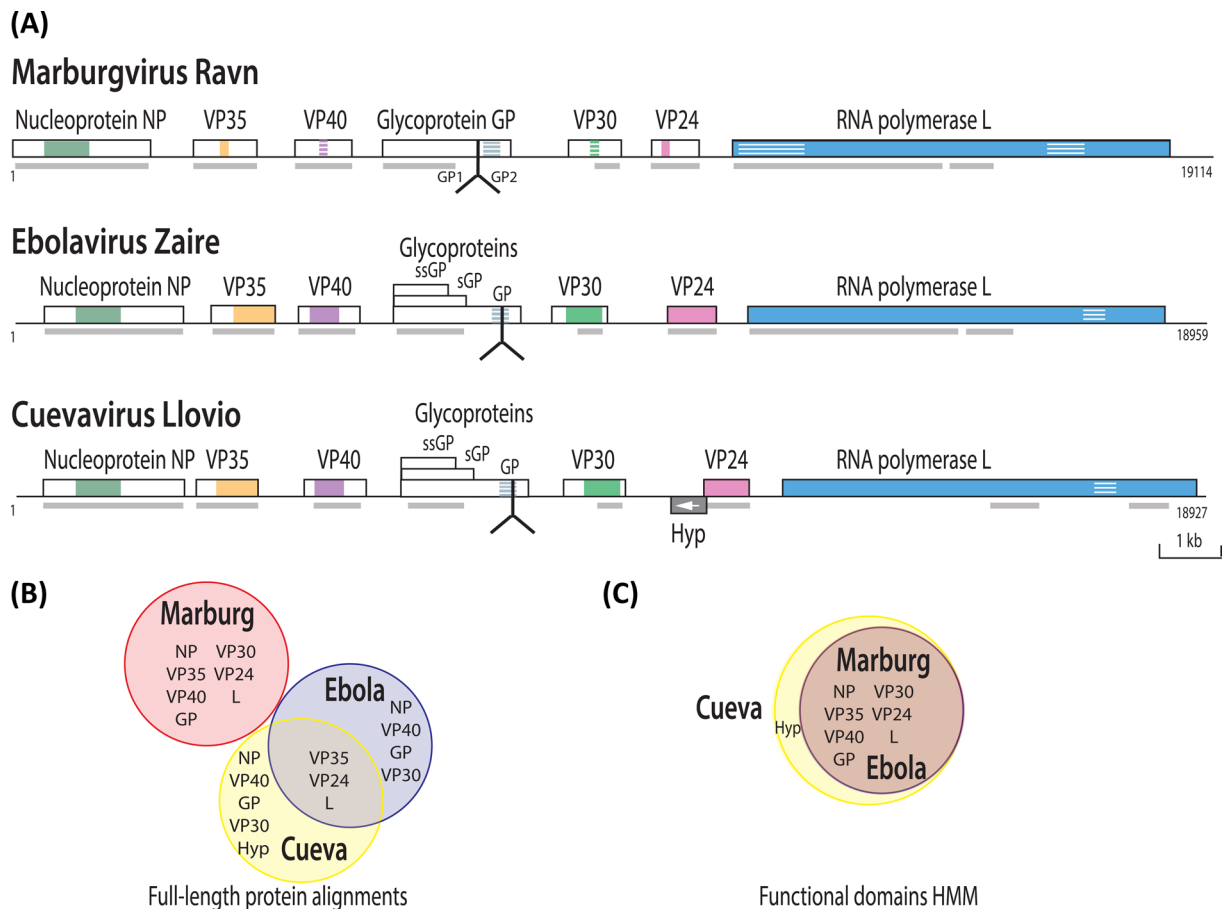 (A)
Marburgvirus Ravn
Nucleoprotein NP VP35 VP40 Glycoprotein GP VP30 VP24 RNA polymerase L
1 GP1 GP2 19114
Ebolavirus Zaire
Glycoproteins
ssGP
sGP
Nucleoprotein NP VP35 VP40 GP VP30 VP24 RNA polymerase L
1 18959
Cuevavirus Llovio
Glycoproteins
ssGP
sGP
Nucleoprotein NP VP35 VP40 GP VP30 VP24 RNA polymerase L
1 18927
Hyp
1 kb
(B)
Marburg
NP VP30
VP35 VP24
VP40 L
GP
Ebola
NP
VP40
GP
VP30
VP35
VP24
L
NP
VP40
GP
VP30
Hyp
Cueva
Full-length protein alignments
(C)
Cueva
Hyp
Marburg
NP VP30
VP35 VP24
VP40 L
GP
Ebola
Functional domains HMM